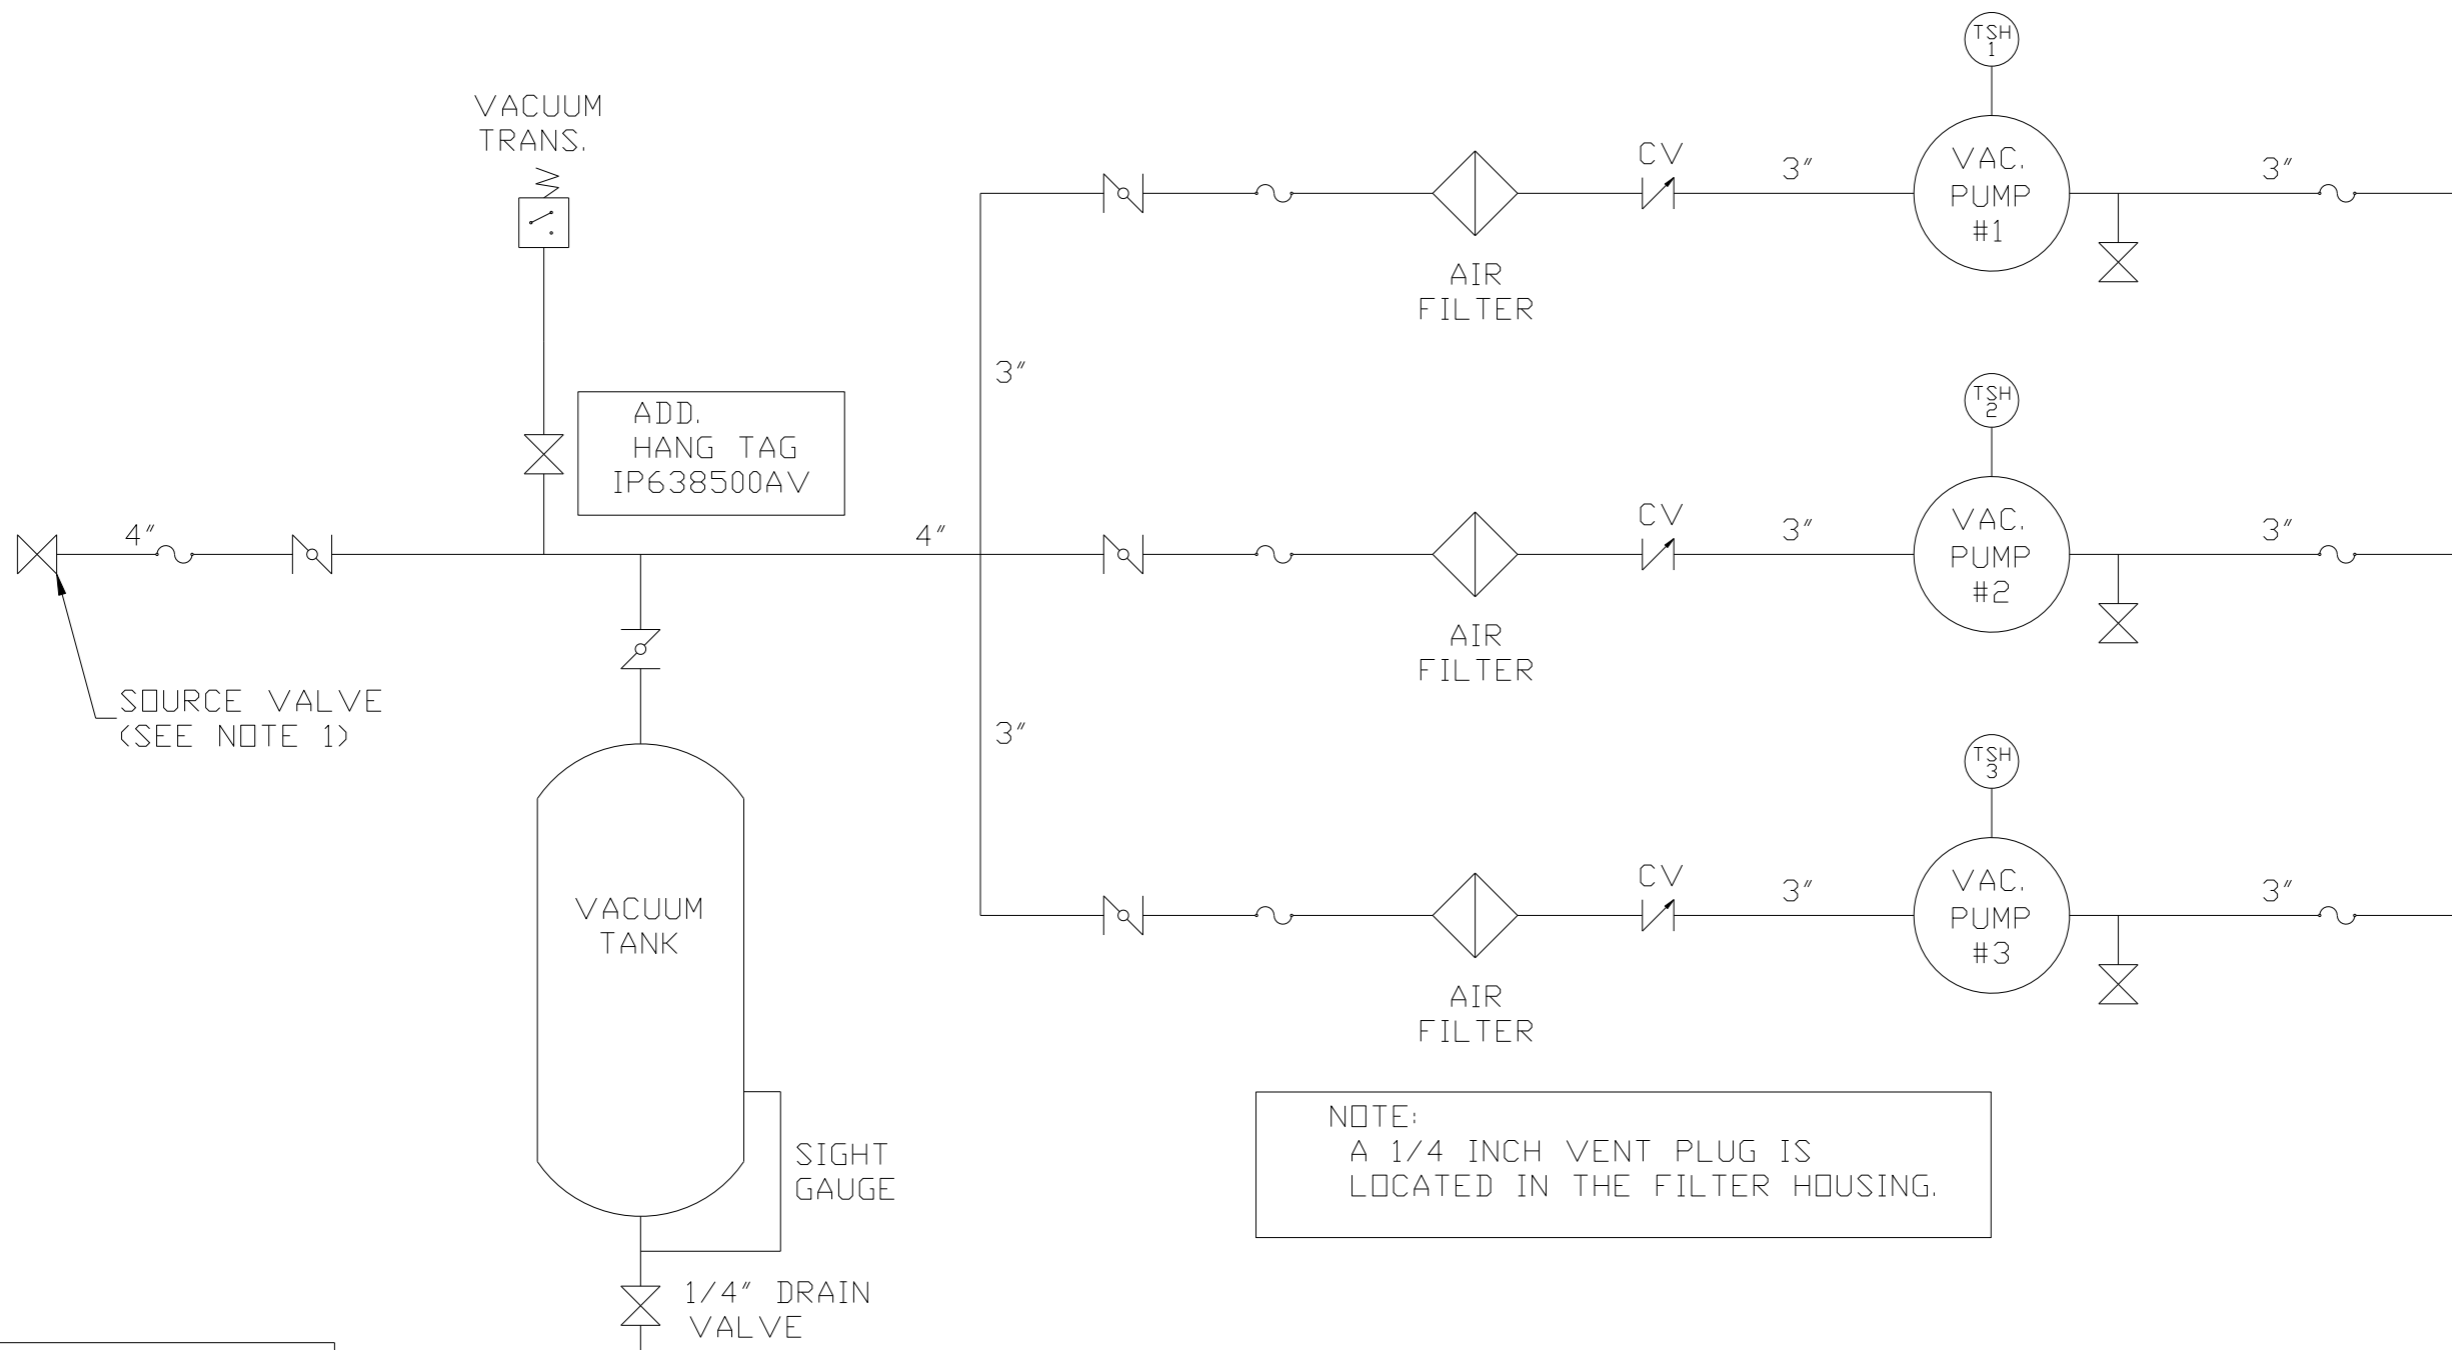 TSH
1
VACUUM
TRANS.
CV
3"
VAC.
PUMP
#1
3"
AIR
FILTER
3"
TSH
2
ADD.
HANG TAG
IP638500AV
4"
4"
CV
3"
VAC.
PUMP
#2
3"
AIR
FILTER
SOURCE VALVE
(SEE NOTE 1)
3"
TSH
3
VACUUM
TANK
CV
3"
VAC.
PUMP
#3
3"
AIR
FILTER
SIGHT
GAUGE
NOTE:
A 1/4 INCH VENT PLUG IS
LOCATED IN THE FILTER HOUSING.
1/4" DRAIN
VALVE